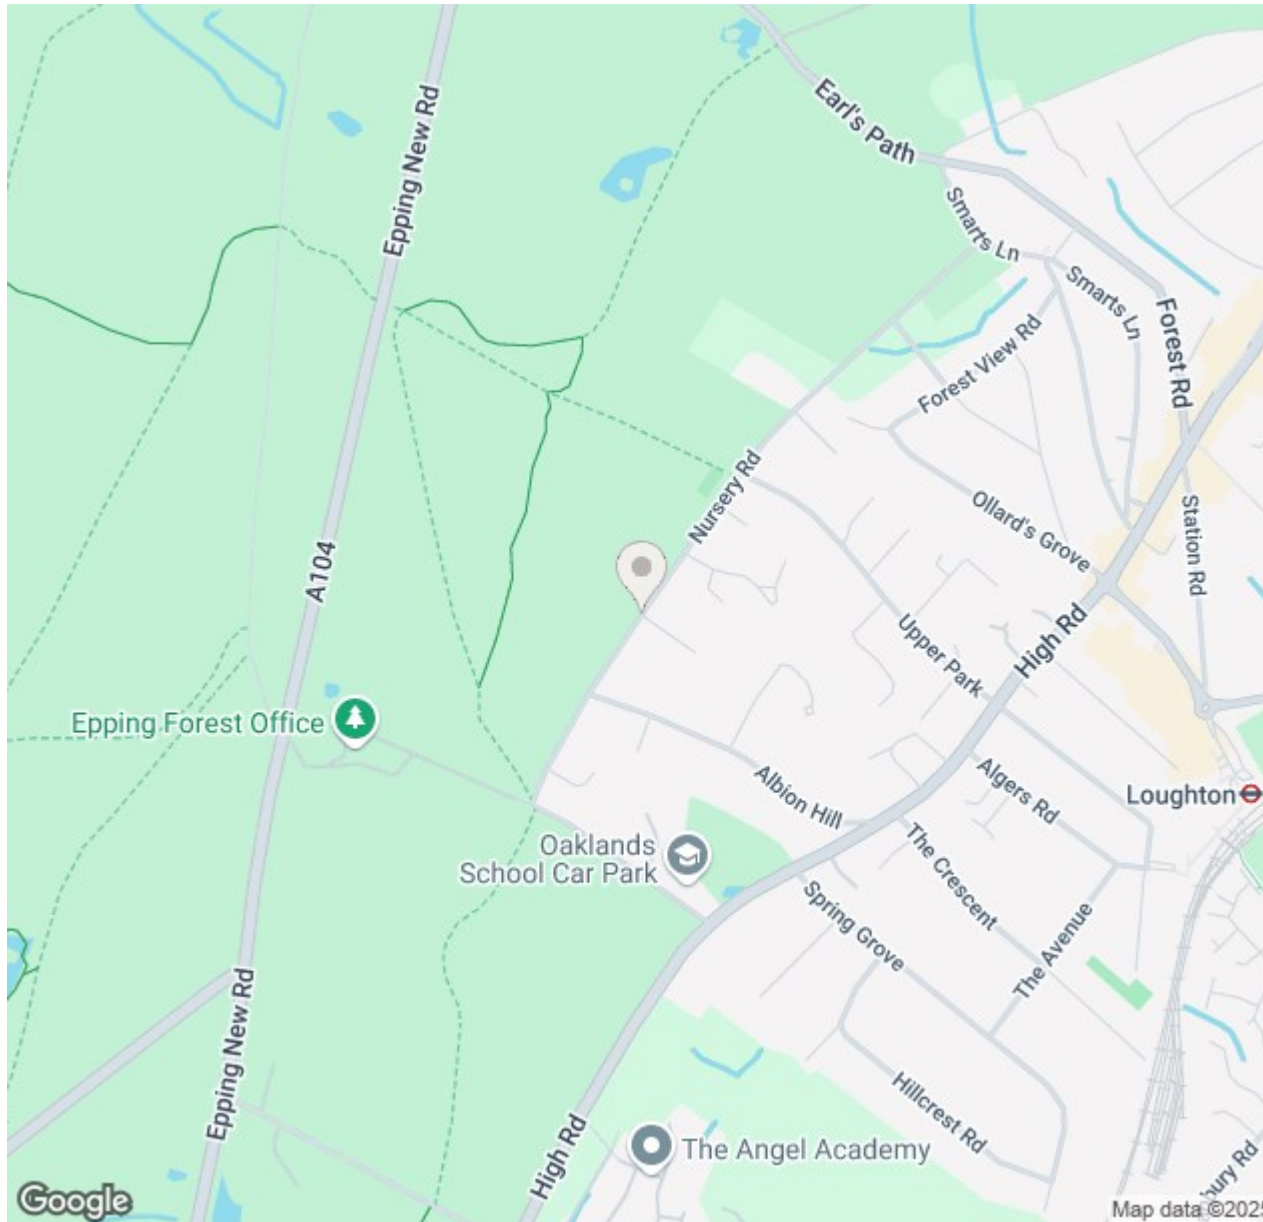 Epping New Rd
Earl's Path
Smarts Ln
Smarts Ln
Forest Rd
Forest View Rd
Nursery Rd
Ollard's Grove
Station Rd
A104
High Rd
Upper Park
Epping Forest Office
Albion Hill
Algers Rd
Loughton
Oaklands
School Car Park
The Crescent
Spring Grove
The Avenue
Epping New Rd
Hillcrest Rd
High Rd
The Angel Academy
bury Rd
Google
Map data ©2025